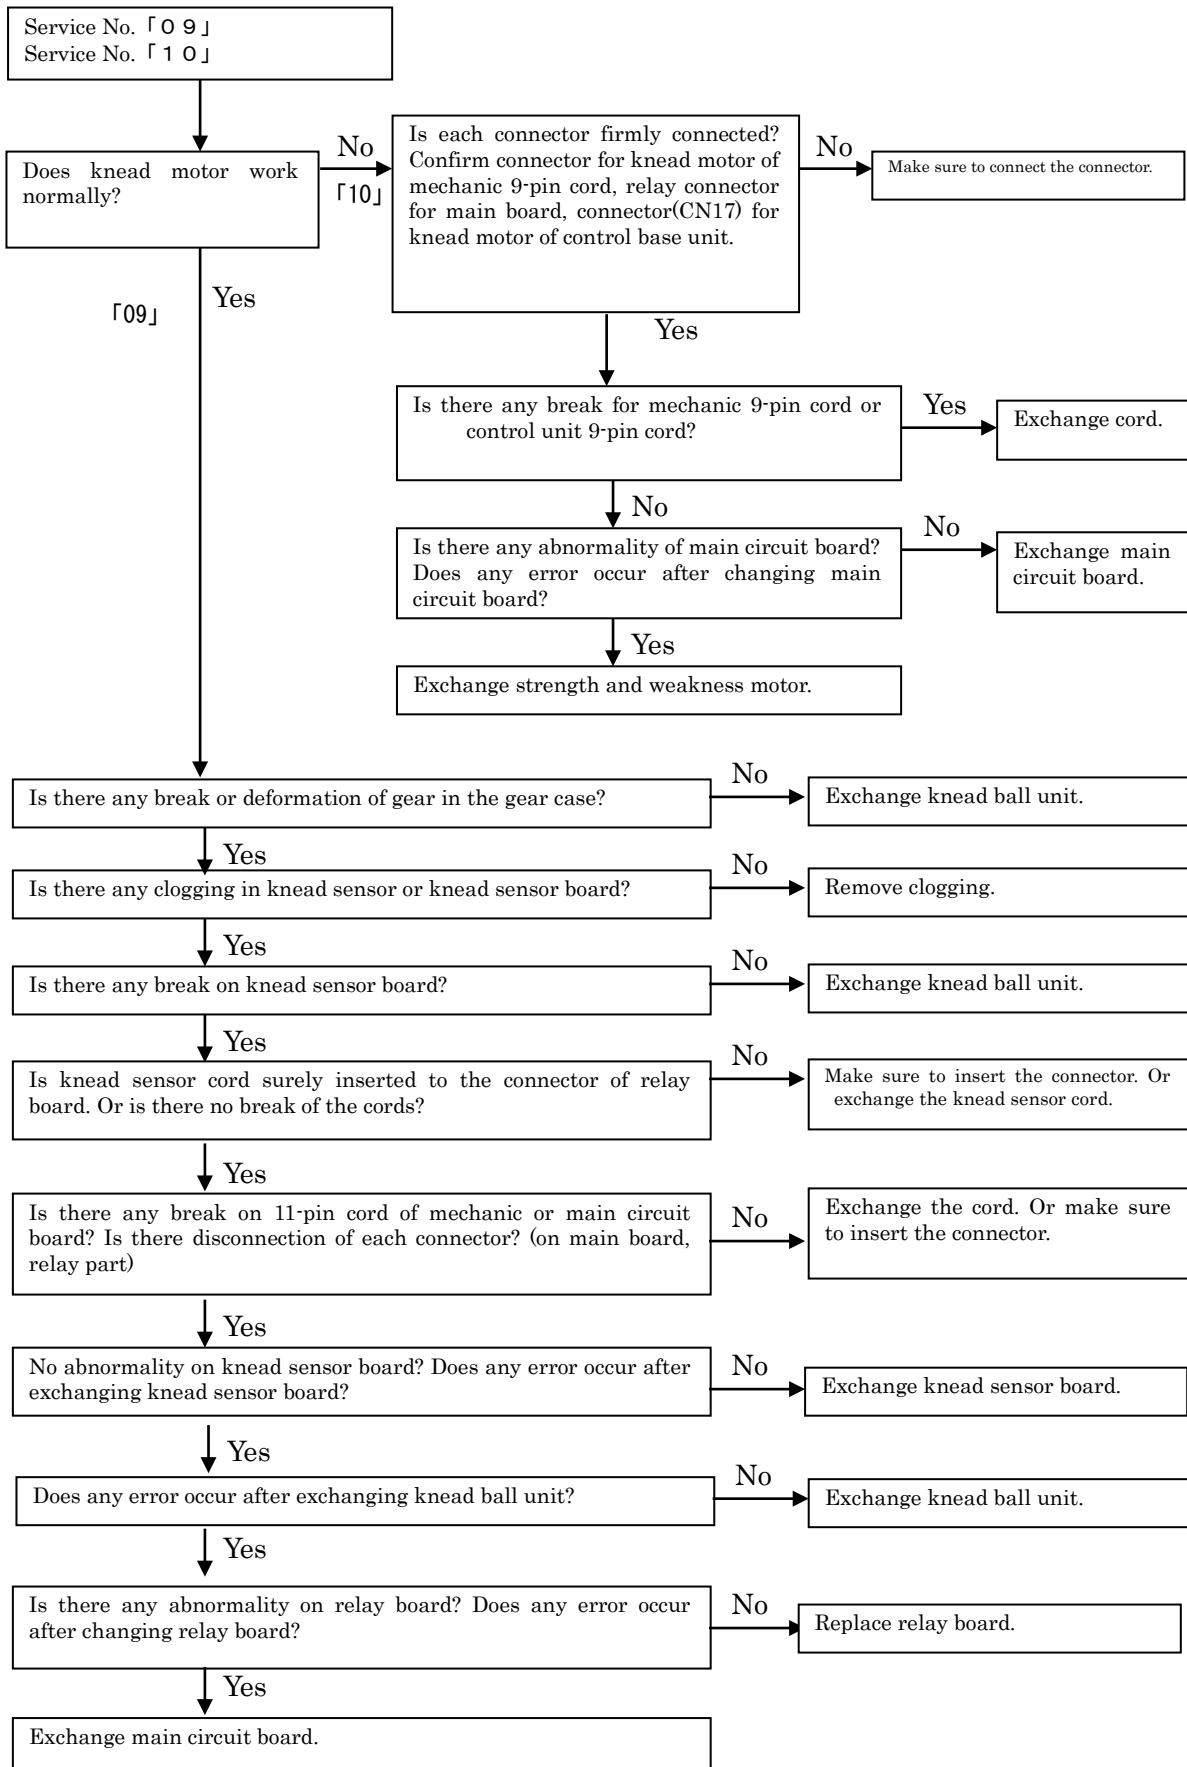 Service No.「０９」
Service No.「１０」
Does knead motor work
normally?
No
「10」
Is each connector firmly connected?
Confirm connector for knead motor of
mechanic 9-pin cord, relay connector
for main board, connector(CN17) for
knead motor of control base unit.
No
Make sure to connect the connector.
「09」
Yes
Yes
Is there any break for mechanic 9-pin cord or
control unit 9-pin cord?
Yes
Exchange cord.
No
Is there any abnormality of main circuit board?
Does any error occur after changing main
circuit board?
No
Exchange main
circuit board.
Yes
Exchange strength and weakness motor.
Is there any break or deformation of gear in the gear case?
No
Exchange knead ball unit.
Yes
Is there any clogging in knead sensor or knead sensor board?
No
Remove clogging.
Yes
Is there any break on knead sensor board?
No
Exchange knead ball unit.
Yes
Is knead sensor cord surely inserted to the connector of relay
board. Or is there no break of the cords?
No
Make sure to insert the connector. Or
exchange the knead sensor cord.
Yes
Is there any break on 11-pin cord of mechanic or main circuit
board? Is there disconnection of each connector? (on main board,
relay part)
No
Exchange the cord. Or make sure
to insert the connector.
Yes
No abnormality on knead sensor board? Does any error occur after
exchanging knead sensor board?
No
Exchange knead sensor board.
Yes
Does any error occur after exchanging knead ball unit?
No
Exchange knead ball unit.
Yes
Is there any abnormality on relay board? Does any error occur
after changing relay board?
No
Replace relay board.
Yes
Exchange main circuit board.